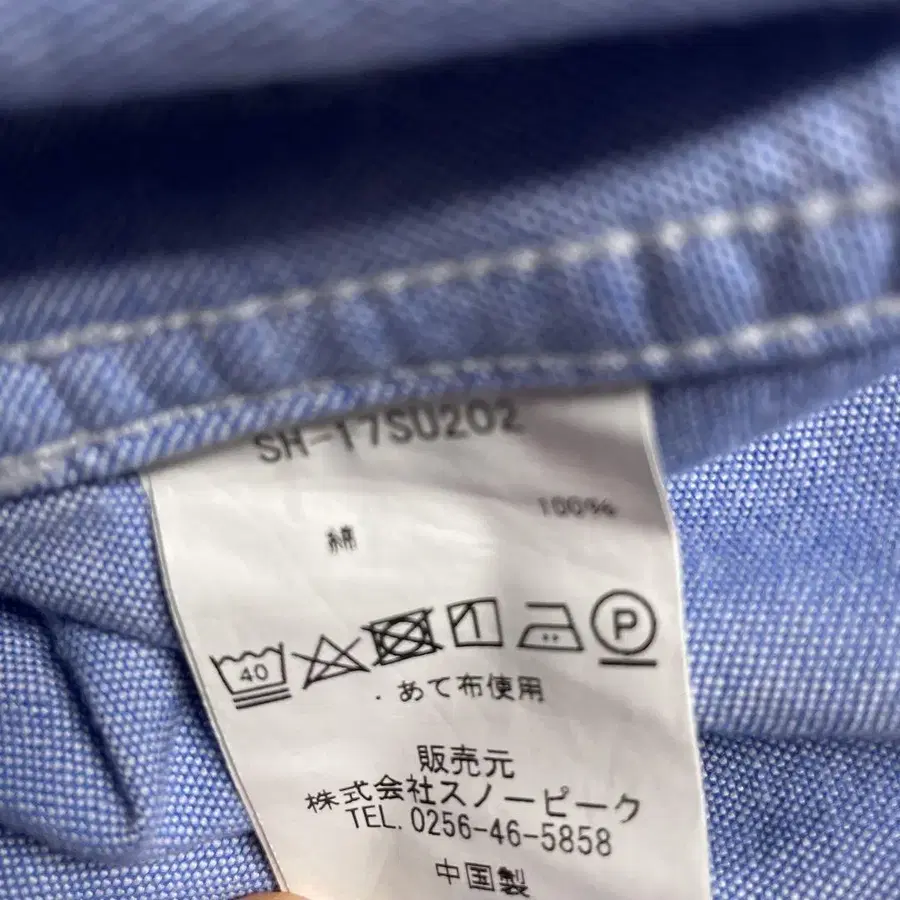 SH-17SU202
綿 100%
40 P
．あて布使用
販売元
株式会社スノーピーク
TEL.0256-46-5858
中国製